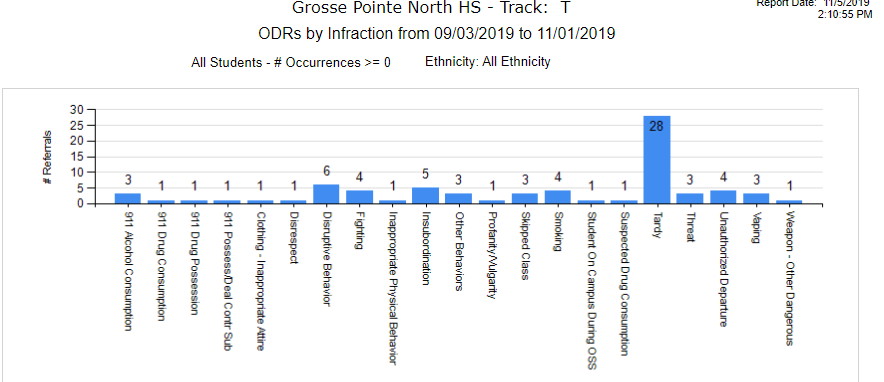 Grosse Pointe North HS - Track: T
Report Date: 11/5/2019
2:10:55 PM
ODRs by Infraction from 09/03/2019 to 11/01/2019
All Students - # Occurrences >= 0 Ethnicity: All Ethnicity
# Referrals
30
25
20
15
10
5
0
3
1
1
1
1
1
6
4
1
5
3
1
3
4
1
1
28
3
4
3
1
911 Alcohol Consumption
911 Drug Consumption
911 Drug Possession
911 Possess/Deal Contr Sub
Clothing - Inappropriate Attire
Disrespect
Disruptive Behavior
Fighting
Inappropriate Physical Behavior
Insubordination
Other Behaviors
Profanity/Vulgarity
Skipped Class
Smoking
Student On Campus During OSS
Suspected Drug Consumption
Tardy
Threat
Unauthorized Departure
Vaping
Weapon - Other Dangerous